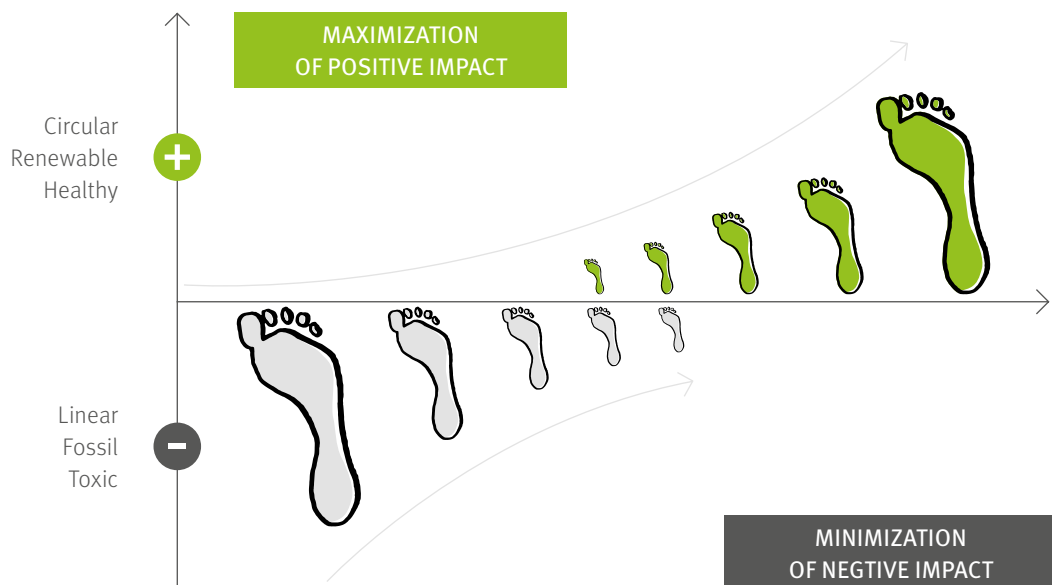 MAXIMIZATION
OF POSITIVE IMPACT
Circular
Renewable
Healthy
+
Linear
Fossil
Toxic
-
MINIMIZATION
OF NEGTIVE IMPACT